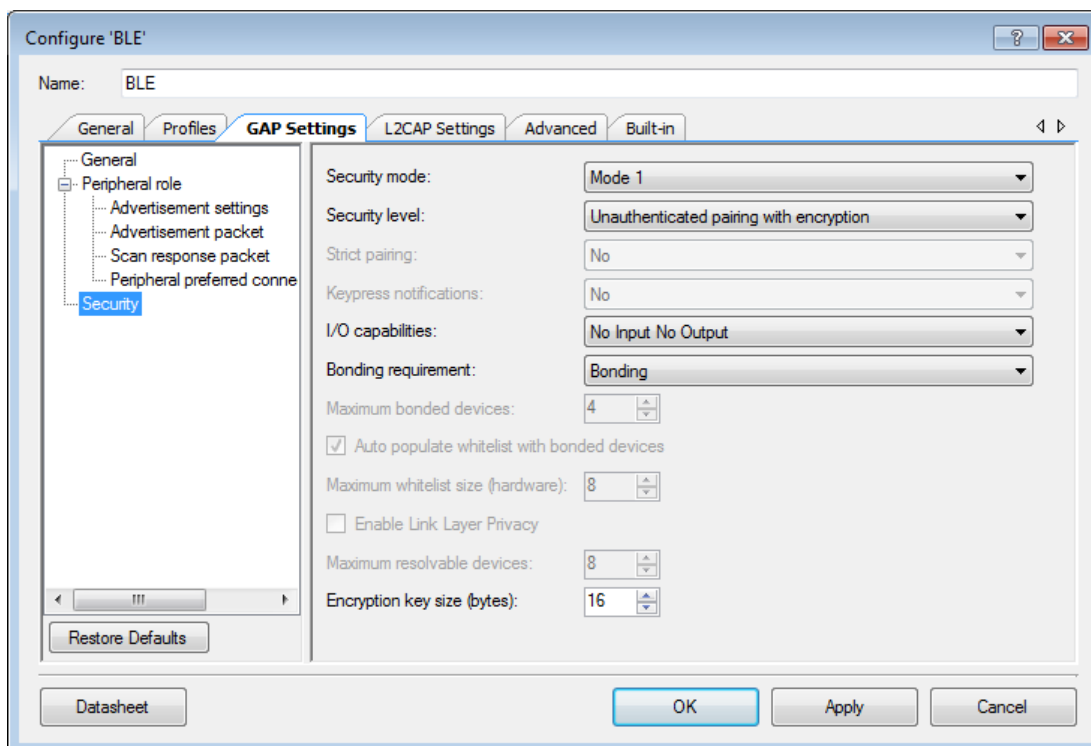 Configure 'BLE'
Name: BLE
General Profiles GAP Settings L2CAP Settings Advanced Built-in
General
Peripheral role
Advertisement settings
Advertisement packet
Scan response packet
Peripheral preferred conne
Security
Restore Defaults
Security mode: Mode 1
Security level: Unauthenticated pairing with encryption
Strict pairing: No
Keypress notifications: No
I/O capabilities: No Input No Output
Bonding requirement: Bonding
Maximum bonded devices: 4
Auto populate whitelist with bonded devices
Maximum whitelist size (hardware): 8
Enable Link Layer Privacy
Maximum resolvable devices: 8
Encryption key size (bytes): 16
Datasheet OK Apply Cancel